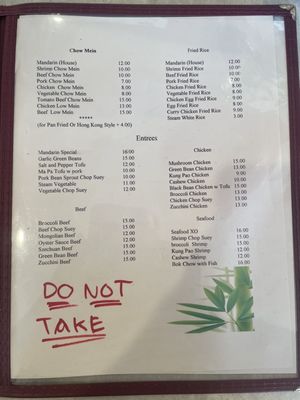 Chow Mein
Mandarin (House) 12.00
Shrimp Chow Mein 10.00
Beef Chow Mein 10.00
Pork Chow Mein 7.00
Chicken Chow Mein 8.00
Vegetable Chow Mein 8.00
Tomato Beef Chow Mein 15.00
Chicken Low Mein 13.00
Beef Low Mein 15.00
*****
(for Pan Fried Or Hong Kong Style + 4.00)
Fried Rice
Mandarin (House) 12.00
Shrimp Fried Rice 10.00
Beef Fried Rice 10.00
Pork Fried Rice 7.00
Chicken Fried Rice 8.00
Vegetable Fried Rice 8.00
Chicken Egg Fried Rice 9.00
Egg Fried Rice 8.00
Curry Chicken Fried Rice 9.00
Steam White Rice 3.00
Entrees
Mandarin Special 16.00
Garlic Green Beans 15.00
Salt and Pepper Tofu 12.00
Ma Pa Tofu w pork 10.00
Pork Bean Sprout Chop Suey 10.00
Steam Vegetable 11.00
Vegetable Chop Suey 12.00
Beef
Broccoli Beef 15.00
Beef Chop Suey 15.00
Mongolian Beef 12.00
Oyster Sauce Beef 13.00
Szechuan Beef 13.00
Green Bean Beef 15.00
Zucchini Beef 15.00
Chicken
Mushroom Chicken 15.00
Green Bean Chicken 13.00
Kung Pao Chicken 9.00
Cashew Chicken 10.00
Black Bean Chicken w Tofu 15.00
Broccoli Chicken 13.00
Chicken Chop Suey 13.00
Zucchini Chicken 13.00
Seafood
Seafood XO 16.00
Shrimp Chop Suey 15.00
broccoli Shrimp 15.00
Kung Pao Shrimp 12.00
Cashew Shrimp 12.00
Bok Chow with Fish 16.00
DO NOT
TAKE